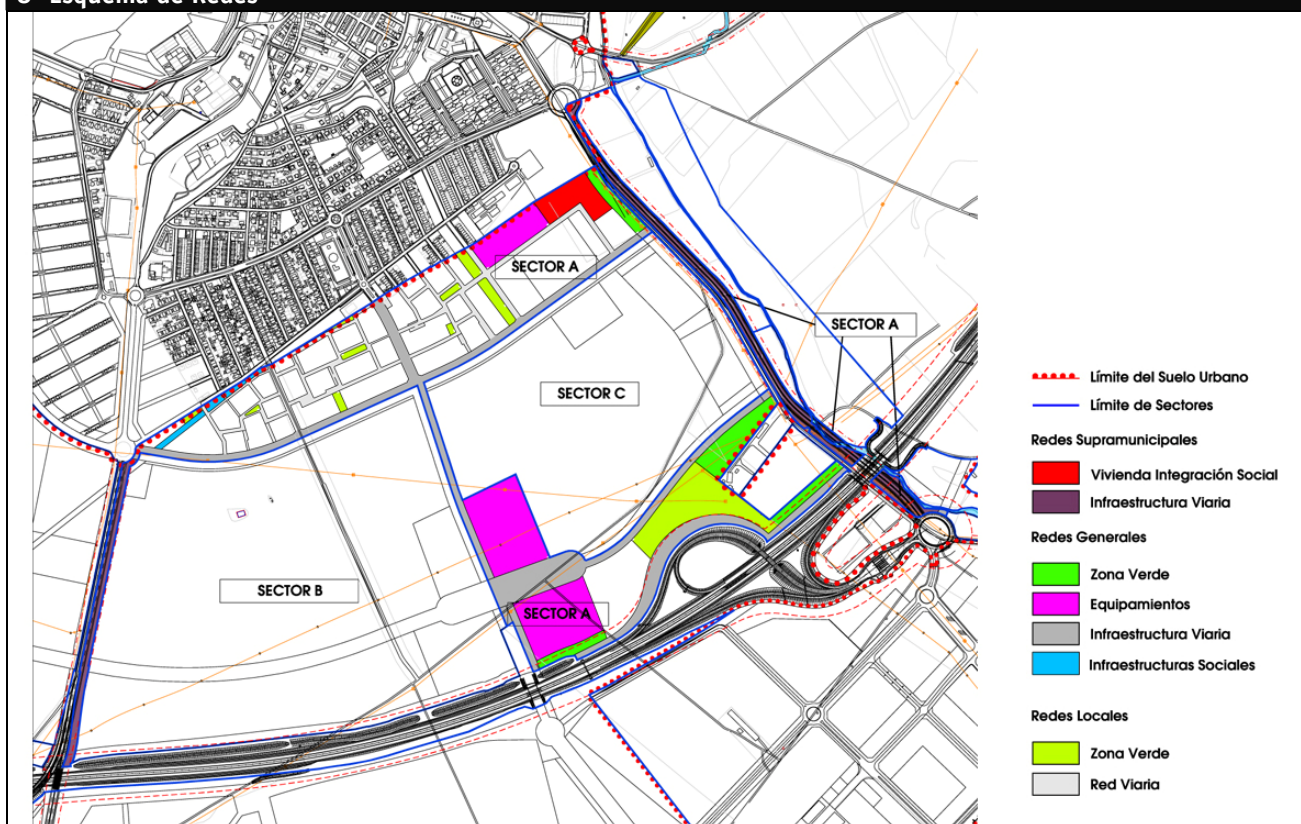 Esquema de Redes
SECTOR A
SECTOR A
SECTOR C
SECTOR B
SECTOR A
Límite del Suelo Urbano
Límite de Sectores
Redes Supramunicipales
Vivienda Integración Social
Infraestructura Viaria
Redes Generales
Zona Verde
Equipamientos
Infraestructura Viaria
Infraestructuras Sociales
Redes Locales
Zona Verde
Red Viaria